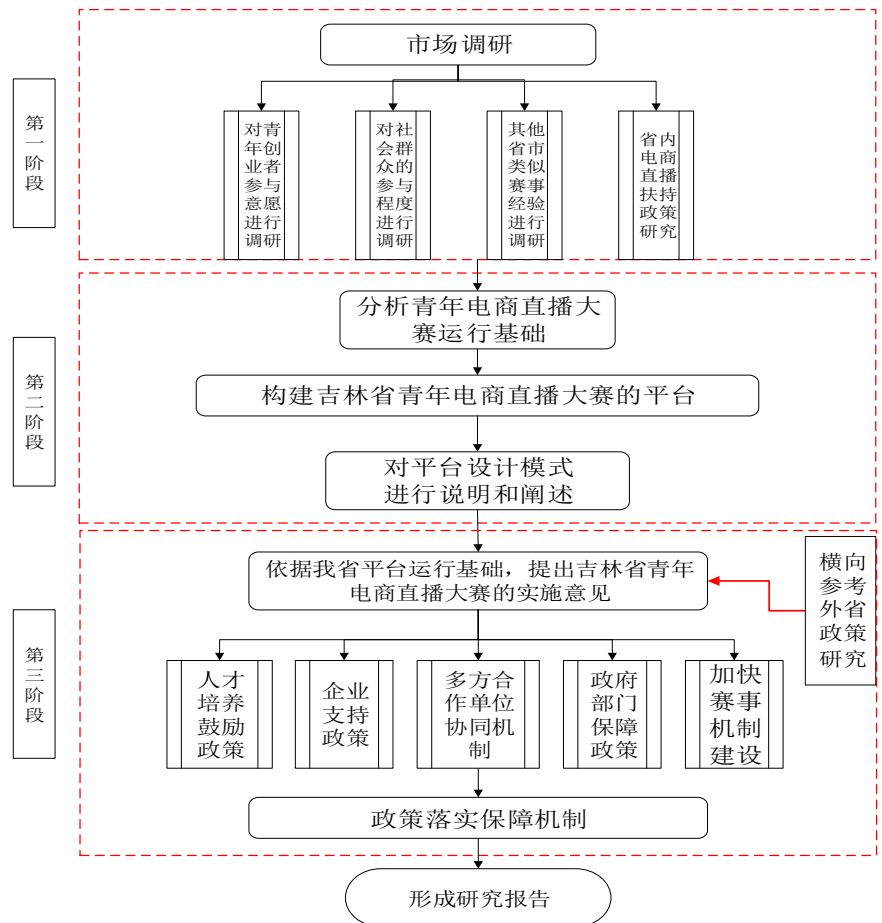 市场调研
第
一
阶
段
对青
年创
业者
参与
意愿
进行
调研
对社
会群
众的
参与
程度
进行
调研
其他
省市
类似
赛事
经验
进行
调研
省内
电商
直播
扶持
政策
研究
分析青年电商直播大
赛运行基础
第
二
阶
段
构建吉林省青年电商直播大赛的平台
对平台设计模式
进行说明和阐述
依据我省平台运行基础，提出吉林省青年
电商直播大赛的实施意见
横向
参考
外省
政策
研究
第
三
阶
段
人才
培养
鼓励
政策
企业
支持
政策
多方合
作单位
协同机
制
政府
部门
保障
政策
加快
赛事
机制
建设
政策落实保障机制
形成研究报告